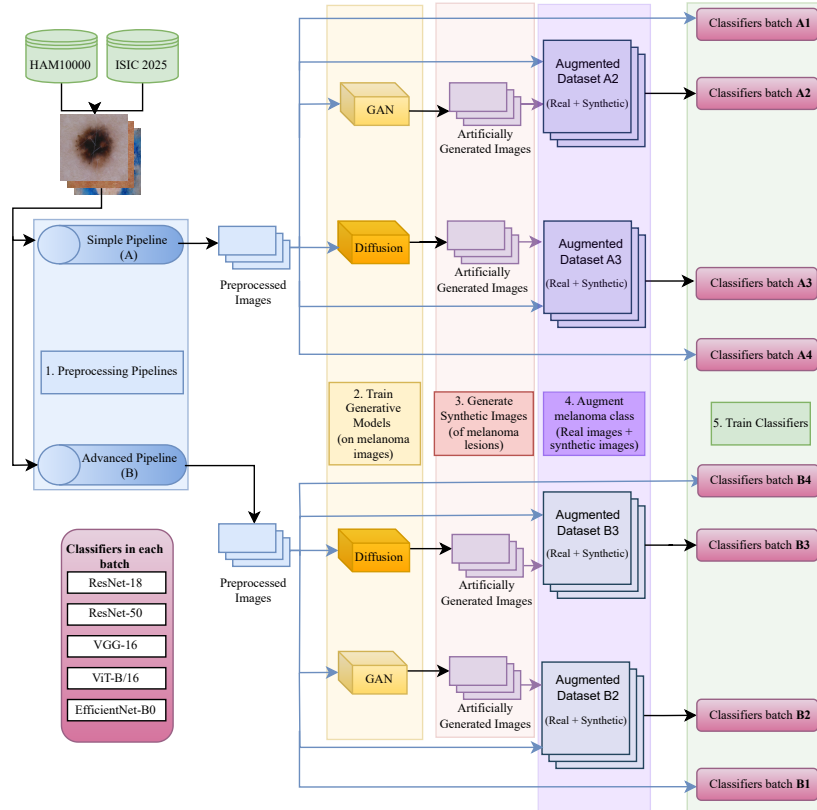 HAM10000
ISIC 2025
Simple Pipeline
(A)
Preprocessed
Images
1. Preprocessing Pipelines
Advanced Pipeline
(B)
Preprocessed
Images
Classifiers in each
batch
ResNet-18
ResNet-50
VGG-16
ViT-B/16
EfficientNet-B0
GAN
Diffusion
2. Train
Generative
Models
(on melanoma
images)
Diffusion
GAN
Artificially
Generated Images
Artificially
Generated Images
3. Generate
Synthetic Images
(of melanoma
lesions)
Artificially
Generated Images
Artificially
Generated Images
Augmented
Dataset A2
(Real + Synthetic)
Augmented
Dataset A3
(Real + Synthetic)
4. Augment
melanoma class
(Real images +
synthetic images)
Augmented
Dataset B3
(Real + Synthetic)
Augmented
Dataset B2
(Real + Synthetic)
Classifiers batch A1
Classifiers batch A2
Classifiers batch A3
Classifiers batch A4
5. Train Classifiers
Classifiers batch B4
Classifiers batch B3
Classifiers batch B2
Classifiers batch B1